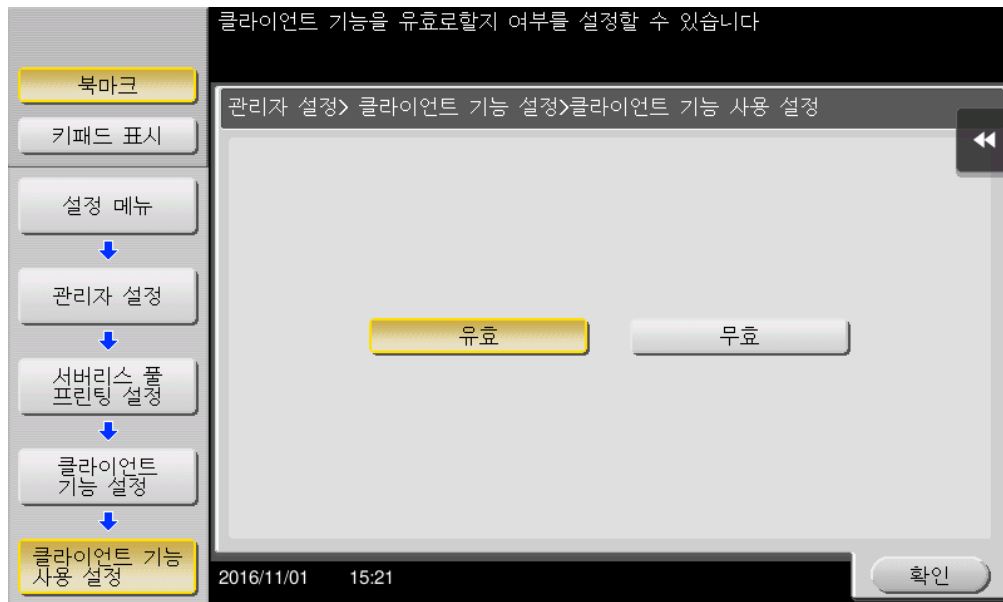 클라이언트 기능을 유효로할지 여부를 설정할 수 있습니다
북마크
키패드 표시
관리자 설정> 클라이언트 기능 설정>클라이언트 기능 사용 설정
설정 메뉴
관리자 설정
서버리스 풀
프린팅 설정
클라이언트
기능 설정
클라이언트 기능
사용 설정
유효
무효
2016/11/01 15:21
확인